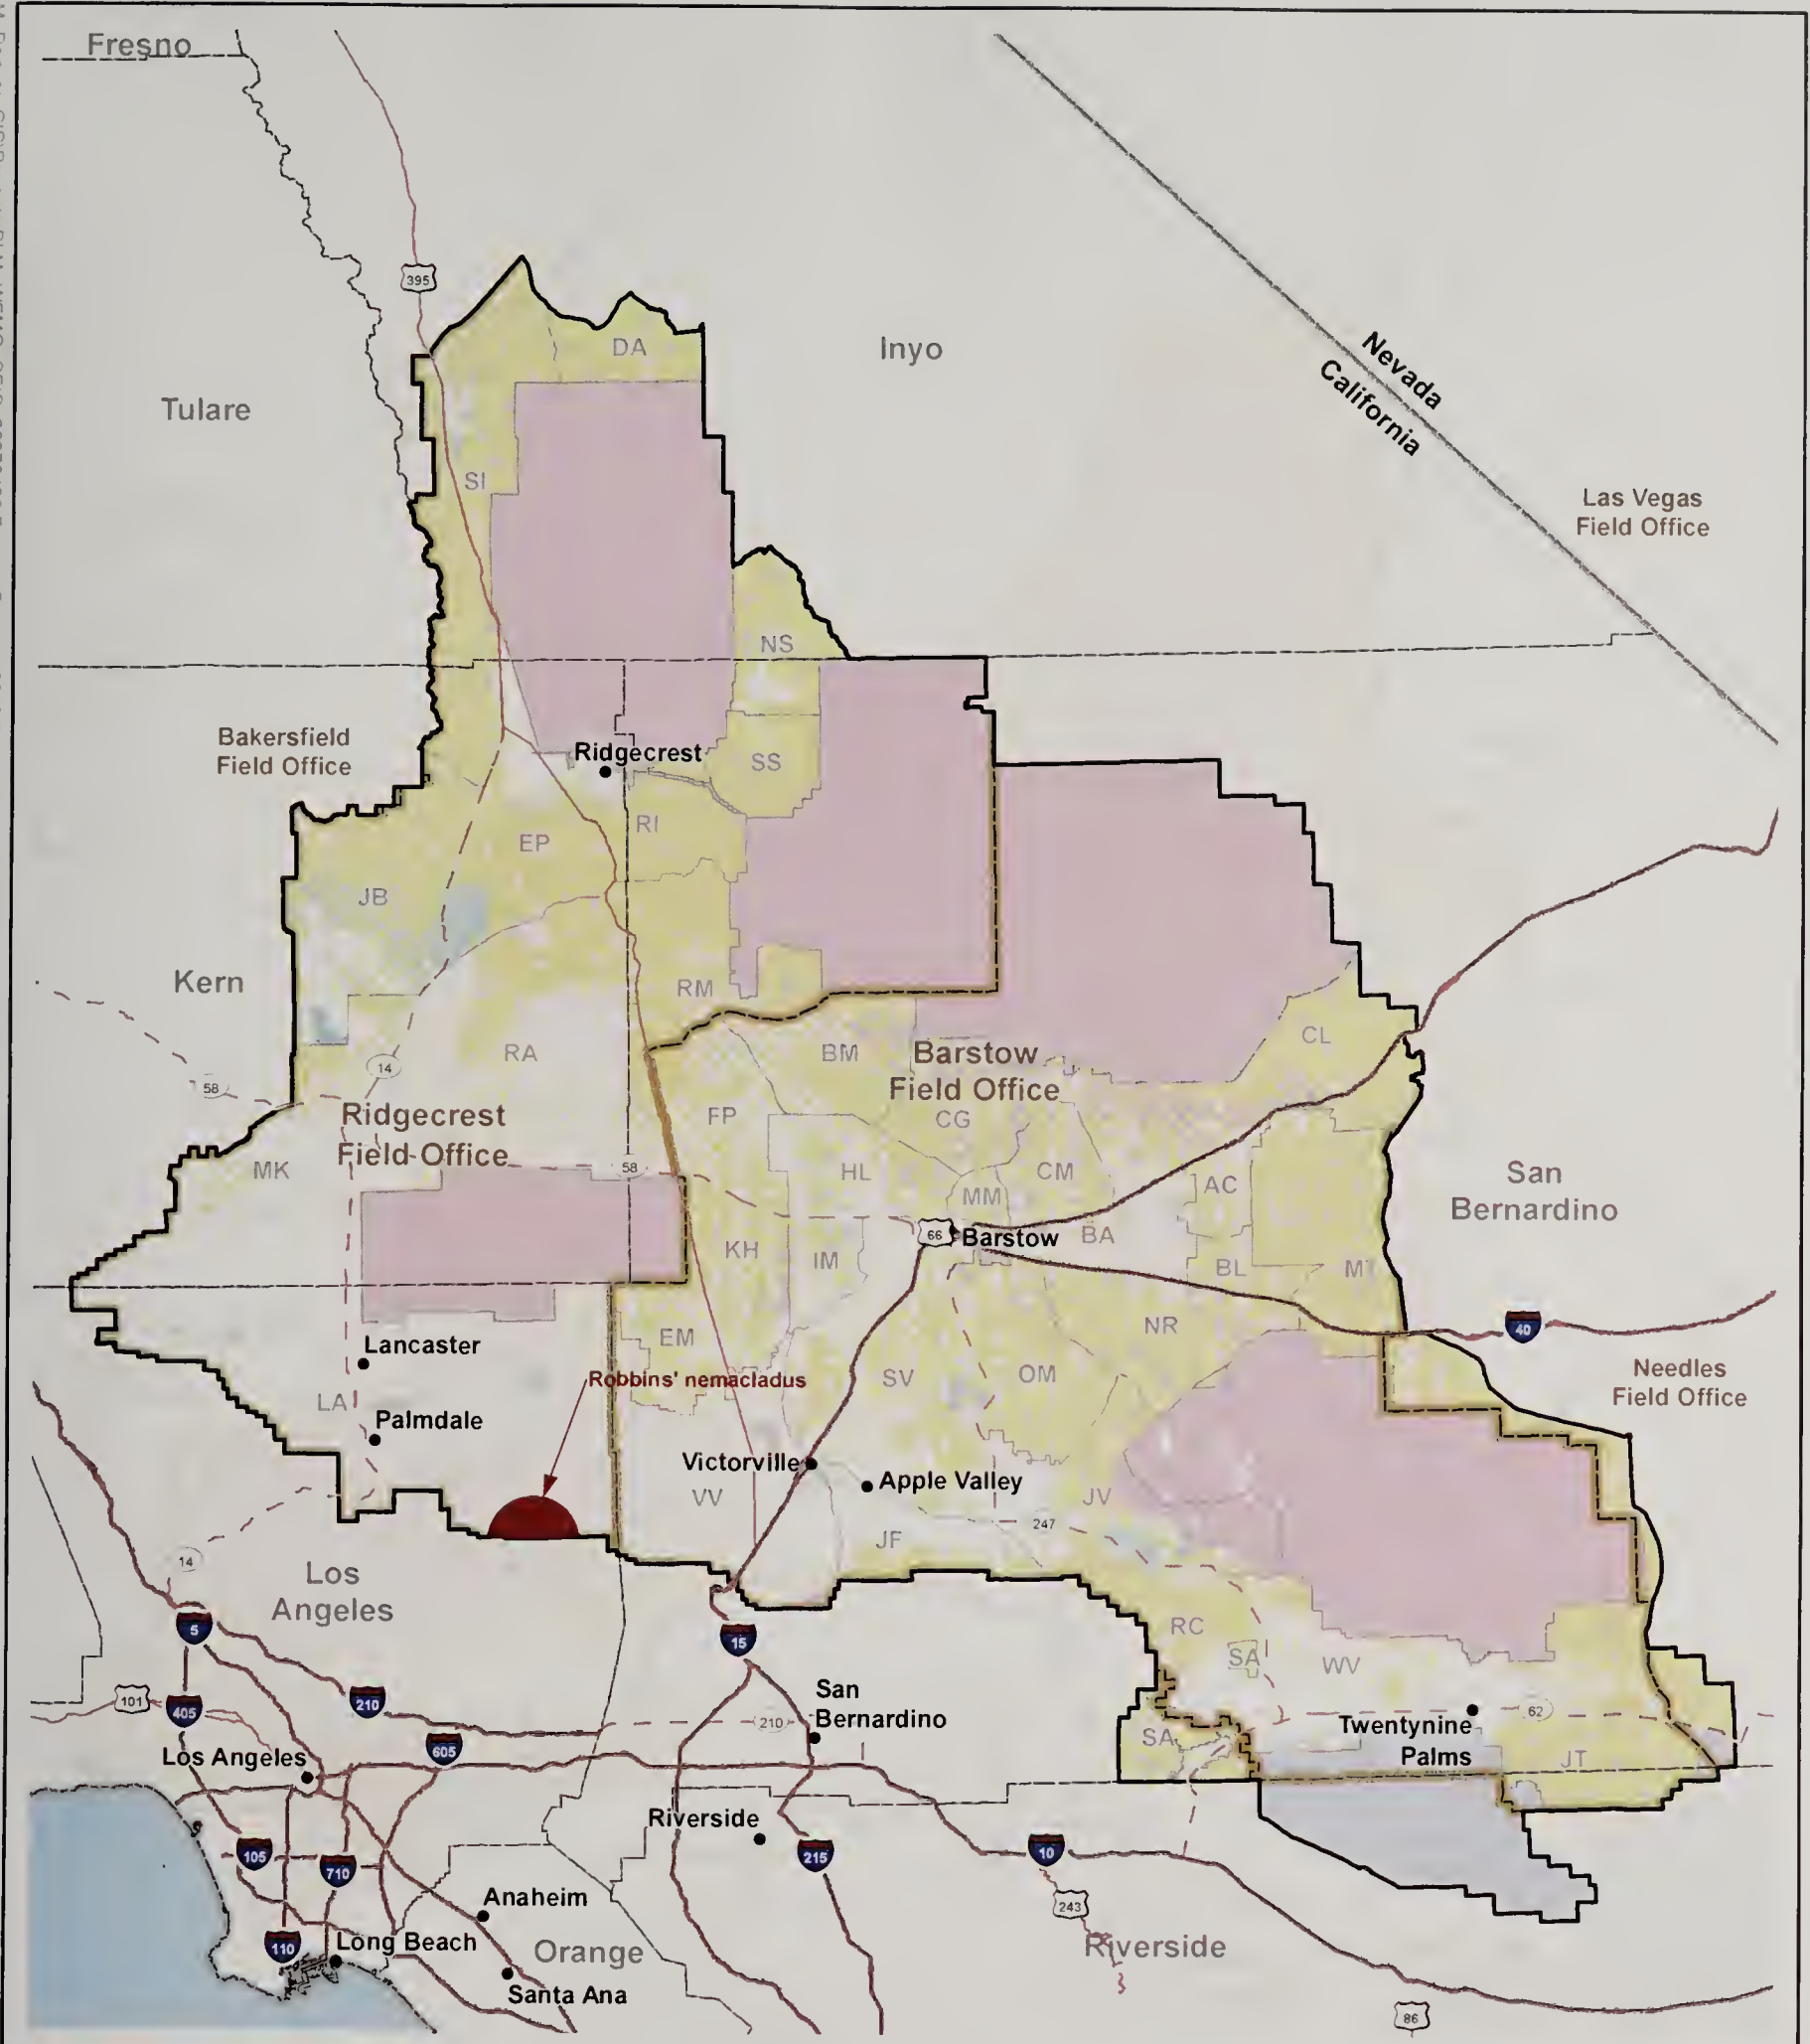 Fresno
395
DA
Inyo
Nevada
California
Tulare
SI
Las Vegas
Field Office
NS
Bakersfield
Field Office
Ridgecrest
SS
RI
EP
JB
Kern
RM
CL
RA
BM
Barstow
Field Office
14
58
FP
CG
Ridgecrest
Field Office
MK
58
HL
CM
MM
AC
San
Bernardino
66
Barstow
BA
KH
IM
BL
40
EM
NR
Lancaster
Robbins' nemacladus
SV
OM
Needles
Field Office
LA
Palmdale
Victorville
Apple Valley
VV
JV
247
JF
14
Los
Angeles
5
15
RC
SA
WV
101
405
210
San
Bernardino
210
62
Twentynine
Palms
SA
JT
605
Los Angeles
Riverside
105
710
215
10
243
Anaheim
110
Long Beach
Orange
Riverside
Santa Ana
86